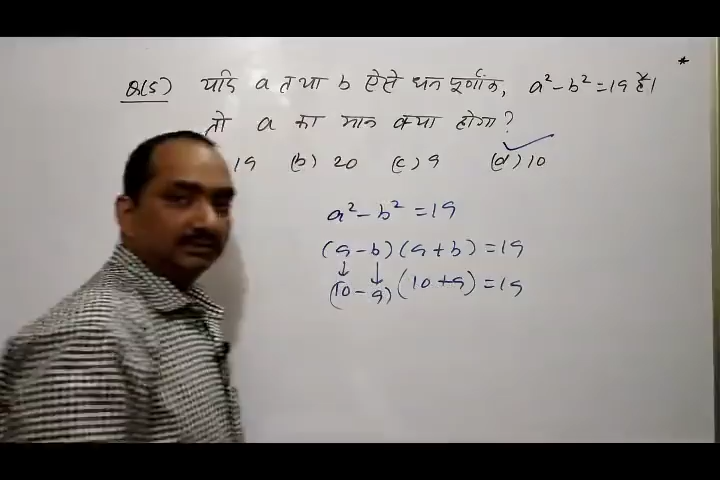 *
Q(5) यदि a तथा b ऐसे धन पूर्णांक, a² - b² = 19 हैं।
तो a का मान क्या होगा?
19 (b) 20 (c) 9 (d) 10
a² - b² = 19
(a - b) (a + b) = 19
(10 - 9) (10 + 9) = 19